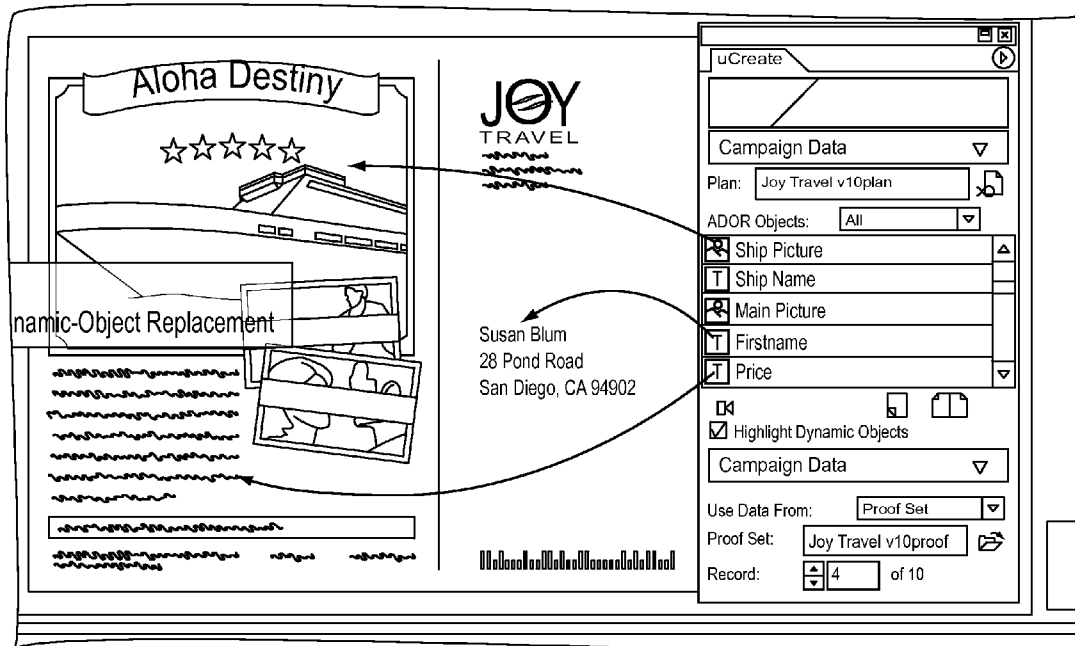 Aloha Destiny
namic-Object Replacement
JOY
TRAVEL
Susan Blum
28 Pond Road
San Diego, CA 94902
uCreate
Campaign Data
Plan: Joy Travel v10plan
ADOR Objects: All
Ship Picture
T Ship Name
Main Picture
T Firstname
T Price
Highlight Dynamic Objects
Campaign Data
Use Data From: Proof Set
Proof Set: Joy Travel v10proof
Record: 4 of 10